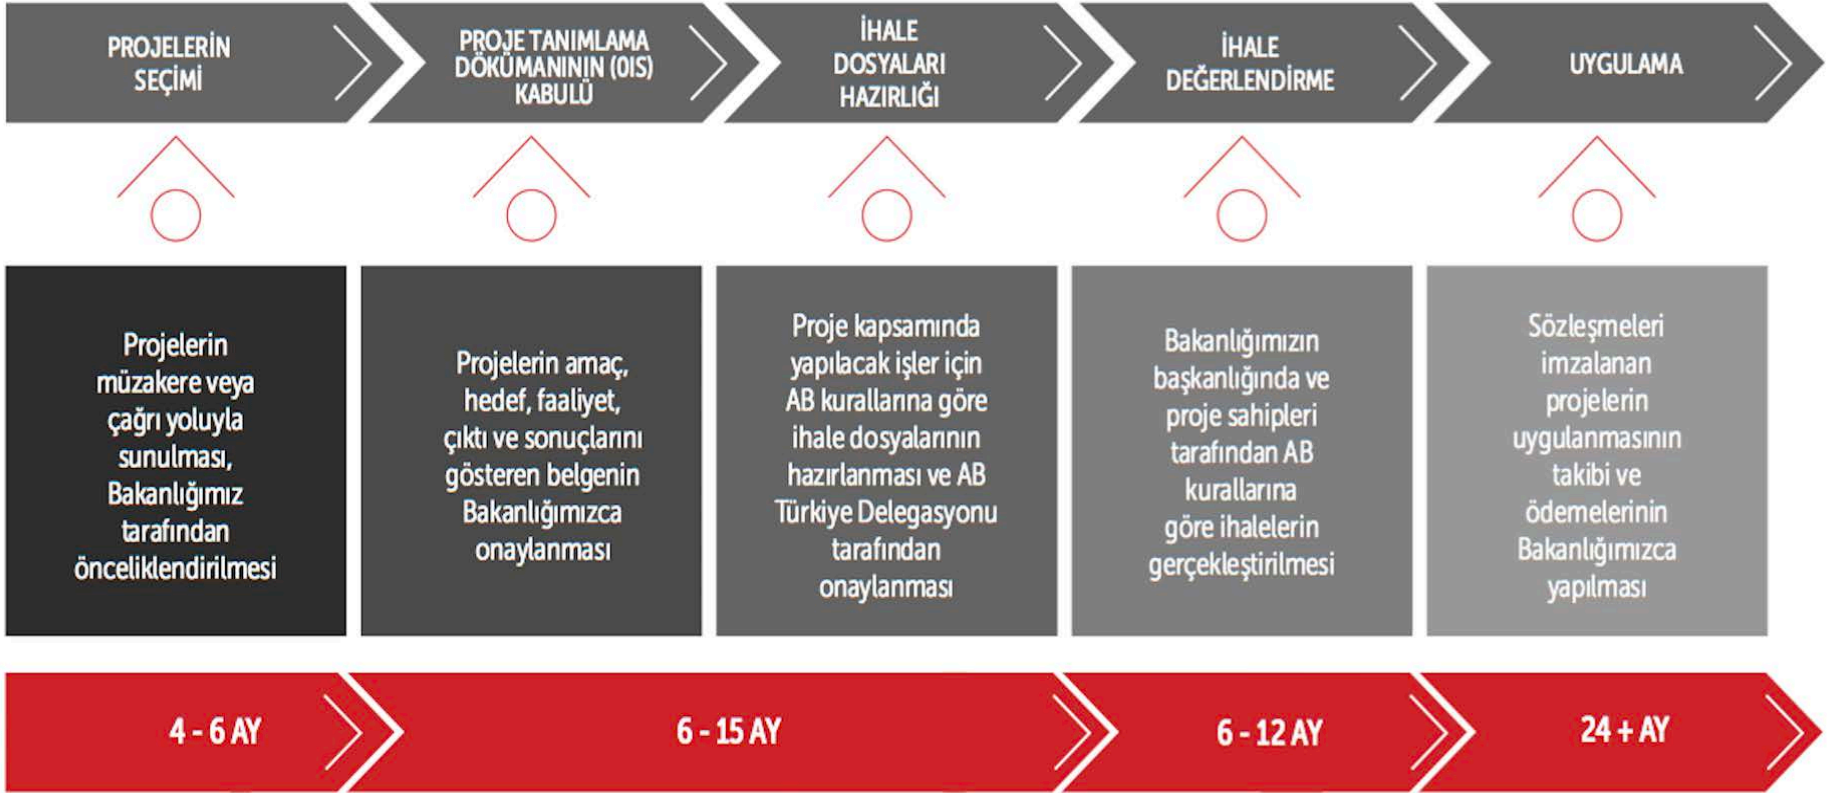 PROJELERİN
SEÇİMİ
PROJE TANIMLAMA
DÖKÜMANININ (0IS)
KABULÜ
İHALE
DOSYALARI
HAZIRLIĞI
İHALE
DEĞERLENDİRME
UYGULAMA
Projelerin
müzakere veya
çağrı yoluyla
sunulması,
Bakanlığımız
tarafından
önceliklendirilmesi
Projelerin amaç,
hedef, faaliyet,
çıktı ve sonuçlarını
gösteren belgenin
Bakanlığımızca
onaylanması
Proje kapsamında
yapılacak işler için
AB kurallarına göre
ihale dosyalarının
hazırlanması ve AB
Türkiye Delegasyonu
tarafından
onaylanması
Bakanlığımızın
başkanlığında ve
proje sahipleri
tarafından AB
kurallarına
göre ihalelerin
gerçekleştirilmesi
Sözleşmeleri
imzalanan
projelerin
uygulanmasının
takibi ve
ödemelerinin
Bakanlığımızca
yapılması
4 - 6 AY
6 - 15 AY
6 - 12 AY
24 + AY